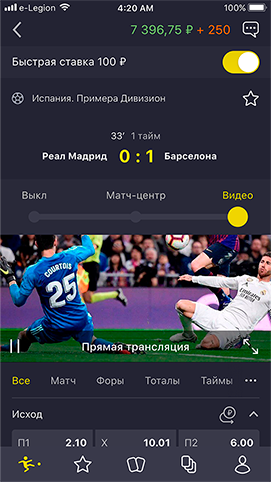 e-Legion 4:20 AM 100%
7 396,75 ₽ + 250
Быстрая ставка 100 ₽
Испания. Примера Дивизион
33' 1 тайм
Реал Мадрид 0 : 1 Барселона
Выкл Матч-центр Видео
COURTOIS
25
Прямая трансляция
Все Матч Форы Тоталы Таймы
Исход
П1 2.10 X 10.01 П2 6.00